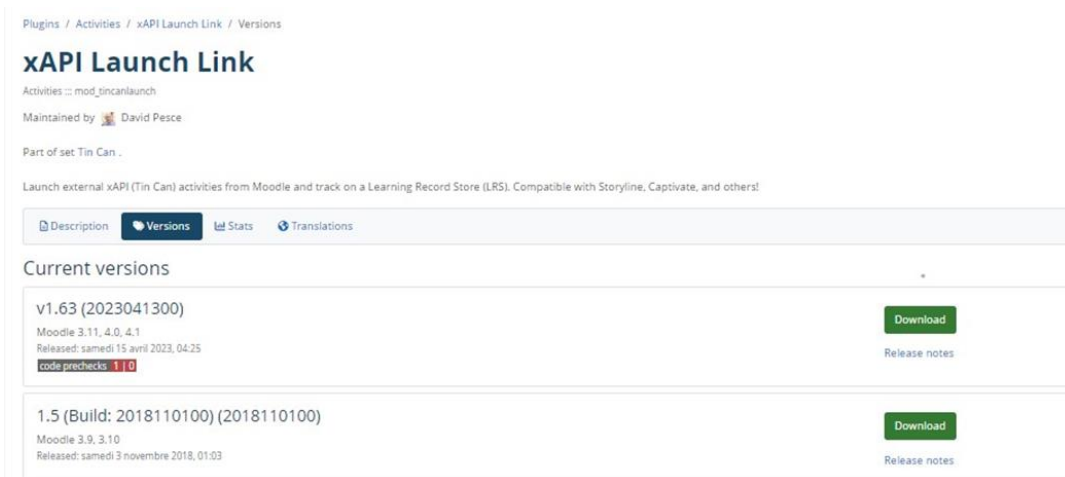 Plugins / Activities / xAPI Launch Link / Versions
xAPI Launch Link
Activities ::: mod_tincanlaunch
Maintained by David Pesce
Part of set Tin Can .
Launch external xAPI (Tin Can) activities from Moodle and track on a Learning Record Store (LRS). Compatible with Storyline, Captivate, and others!
Description Versions Stats Translations
Current versions
v1.63 (2023041300)
Moodle 3.11, 4.0, 4.1
Released: samedi 15 avril 2023, 04:25
code prechecks 1 | 0
Download
Release notes
1.5 (Build: 2018110100) (2018110100)
Moodle 3.9, 3.10
Released: samedi 3 novembre 2018, 01:03
Download
Release notes